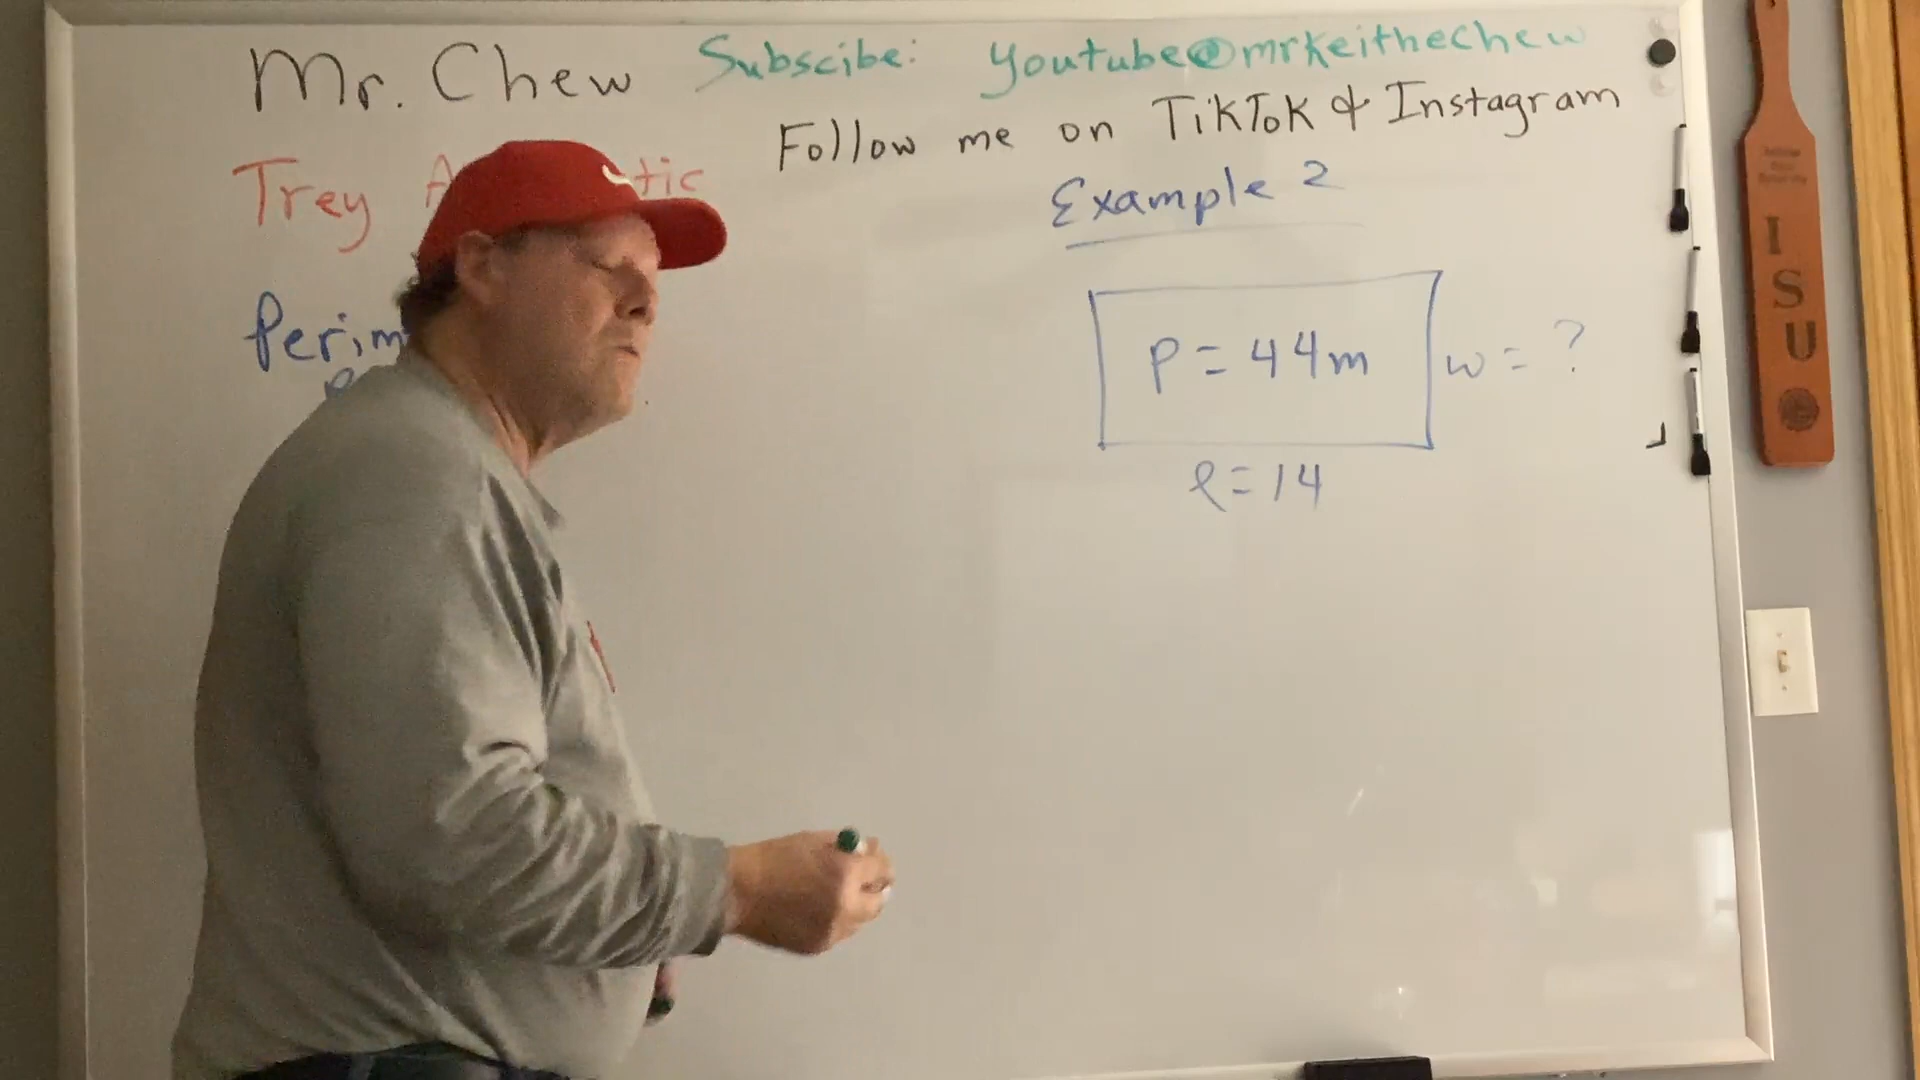 Mr. Chew
Subscibe: Youtube@mrkeithechew
Follow me on TikTok & Instagram
Trey
Example 2
P = 44m
w = ?
l = 14
I
S
U